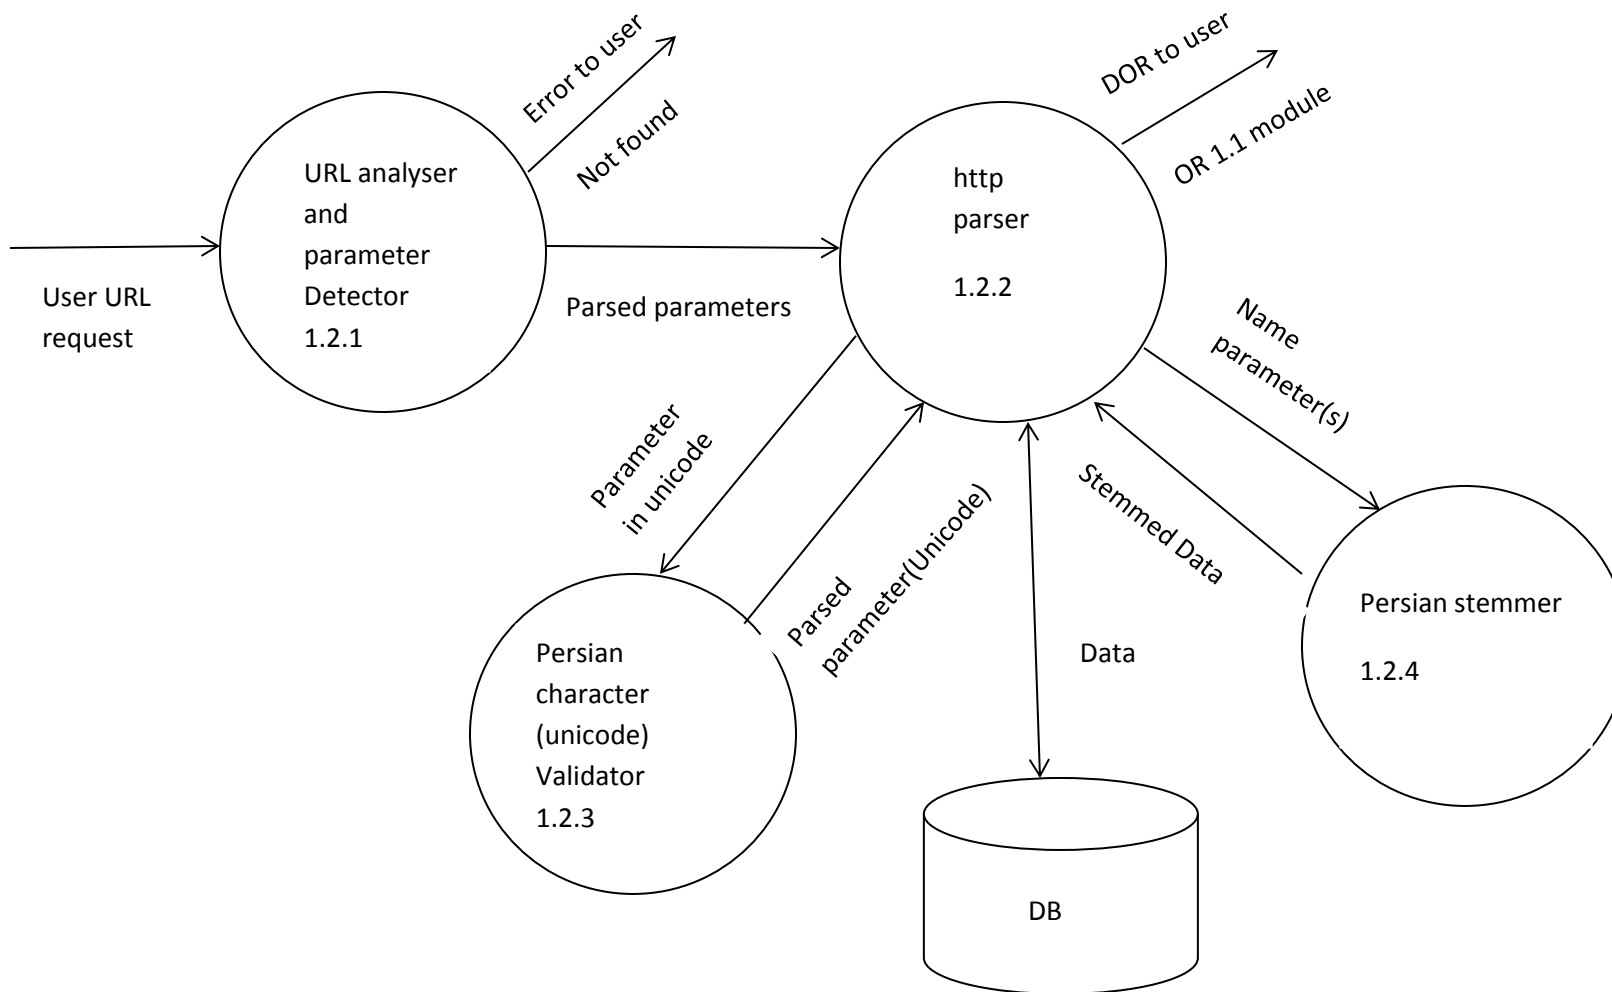 Error to user
Not found
DOR to user
OR 1.1 module
URL analyser
and
parameter
Detector
1.2.1
http
parser
1.2.2
User URL
request
Parsed parameters
Name
parameter(s)
Parameter
in unicode
Parsed
parameter(Unicode)
Stemmed Data
Data
Persian stemmer
1.2.4
Persian
character
(unicode)
Validator
1.2.3
DB